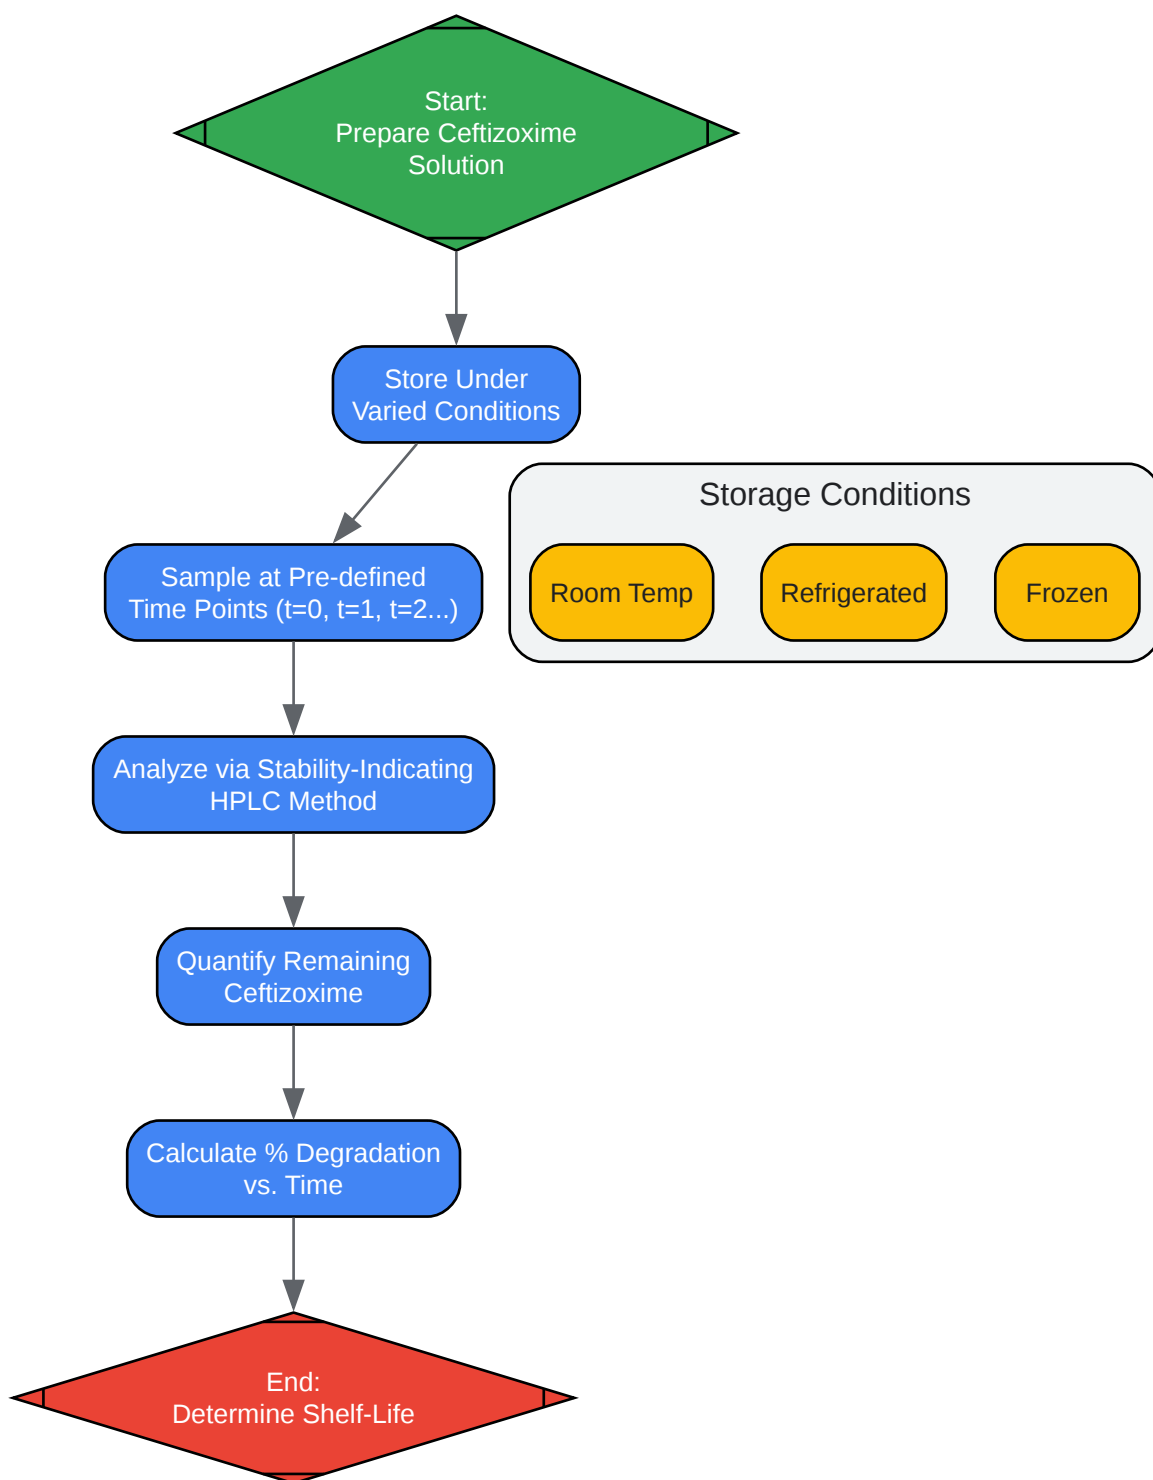 Start:
Prepare Ceftizoxime
Solution
Store Under
Varied Conditions
Storage Conditions
Room Temp
Refrigerated
Frozen
Sample at Pre-defined
Time Points (t=0, t=1, t=2...)
Analyze via Stability-Indicating
HPLC Method
Quantify Remaining
Ceftizoxime
Calculate % Degradation
vs. Time
End:
Determine Shelf-Life